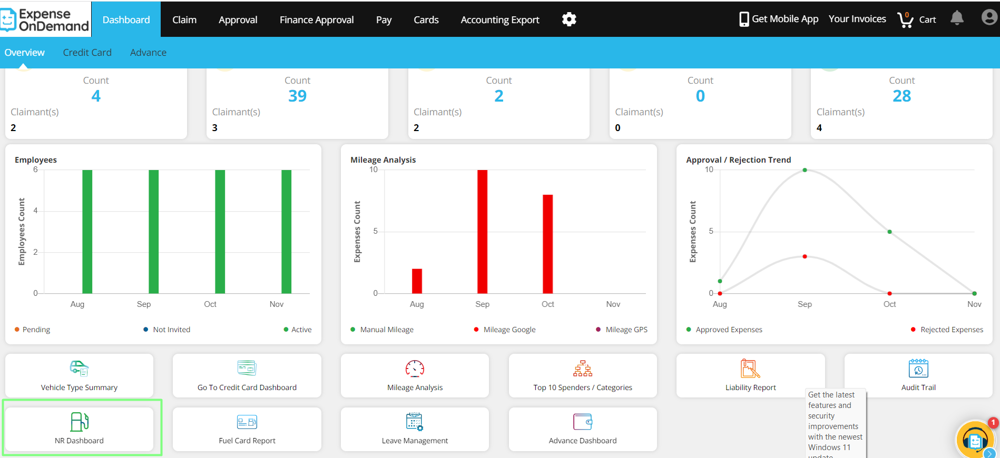 Expense
OnDemand
Dashboard
Claim
Approval
Finance Approval
Pay
Cards
Accounting Export
Get Mobile App
Your Invoices
0
Cart
Overview
Credit Card
Advance
Count
4
Claimant(s)
2
Count
39
Claimant(s)
3
Count
2
Claimant(s)
2
Count
0
Claimant(s)
0
Count
28
Claimant(s)
4
Employees
Employees Count
6
4
2
0
Aug Sep Oct Nov
Pending Not Invited Active
Mileage Analysis
Expenses Count
10
5
0
Aug Sep Oct Nov
Manual Mileage Mileage Google Mileage GPS
Approval / Rejection Trend
Expenses Count
10
5
0
Aug Sep Oct Nov
Approved Expenses Rejected Expenses
Vehicle Type Summary
Go To Credit Card Dashboard
Mileage Analysis
Top 10 Spenders / Categories
Liability Report
Audit Trail
NR Dashboard
Fuel Card Report
Leave Management
Advance Dashboard
Get the latest
features and
security
improvements
with the newest
Windows 11
update
1